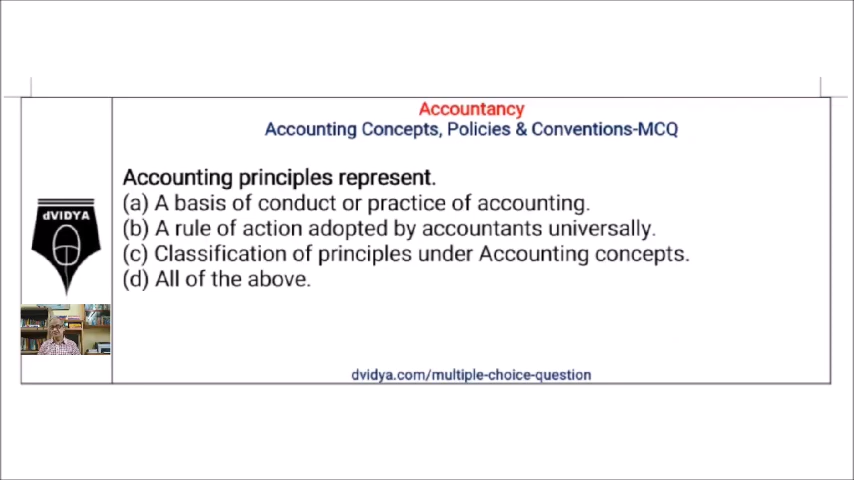 Accountancy
Accounting Concepts, Policies & Conventions-MCQ
Accounting principles represent.
(a) A basis of conduct or practice of accounting.
(b) A rule of action adopted by accountants universally.
(c) Classification of principles under Accounting concepts.
(d) All of the above.
dVIDYA
dvidya.com/multiple-choice-question